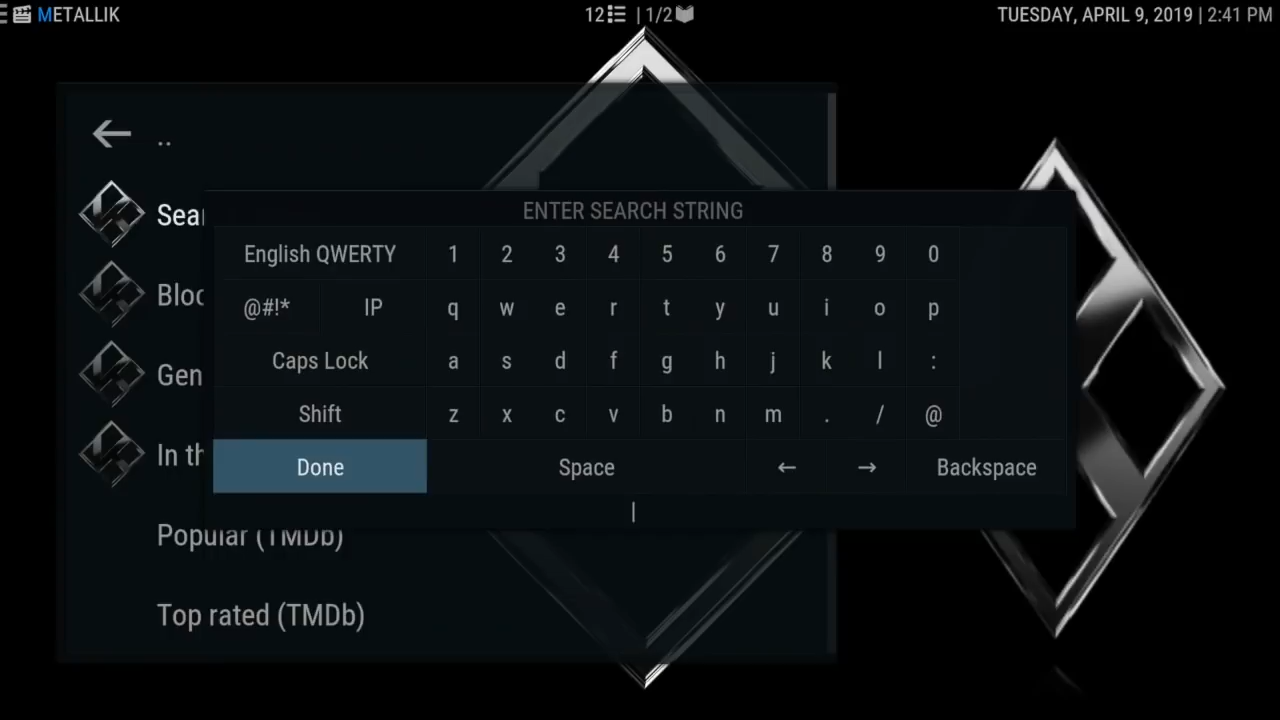 METALLIK
12 | 1/2
TUESDAY, APRIL 9, 2019 | 2:41 PM
..
Sear
Bloc
Gen
In th
Popular (TMDb)
Top rated (TMDb)
ENTER SEARCH STRING
English QWERTY 1 2 3 4 5 6 7 8 9 0
@#!* IP q w e r t y u i o p
Caps Lock a s d f g h j k l :
Shift z x c v b n m . / @
Done Space ← → Backspace